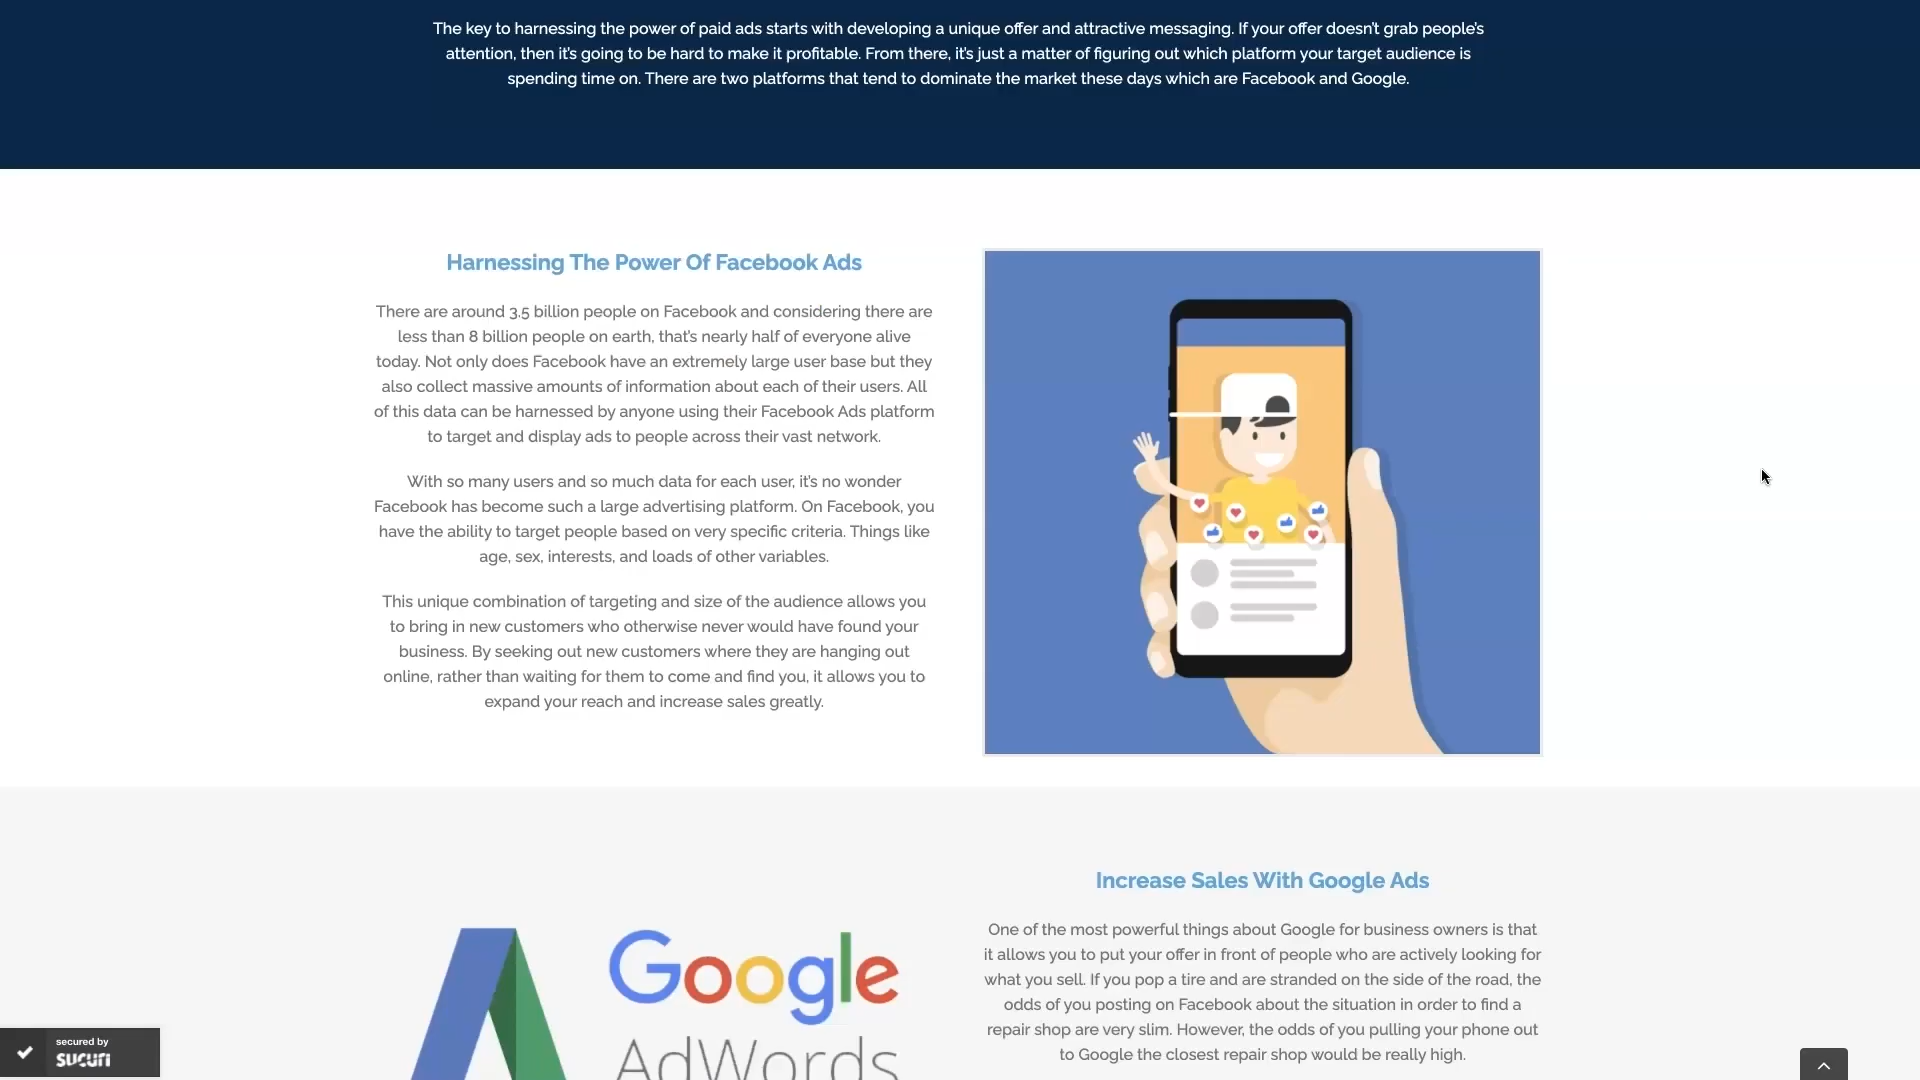 The key to harnessing the power of paid ads starts with developing a unique offer and attractive messaging. If your offer doesn't grab people's
attention, then it's going to be hard to make it profitable. From there, it's just a matter of figuring out which platform your target audience is
spending time on. There are two platforms that tend to dominate the market these days which are Facebook and Google.
Harnessing The Power Of Facebook Ads
There are around 3.5 billion people on Facebook and considering there are
less than 8 billion people on earth, that's nearly half of everyone alive
today. Not only does Facebook have an extremely large user base but they
also collect massive amounts of information about each of their users. All
of this data can be harnessed by anyone using their Facebook Ads platform
to target and display ads to people across their vast network.
With so many users and so much data for each user, it's no wonder
Facebook has become such a large advertising platform. On Facebook, you
have the ability to target people based on very specific criteria. Things like
age, sex, interests, and loads of other variables.
This unique combination of targeting and size of the audience allows you
to bring in new customers who otherwise never would have found your
business. By seeking out new customers where they are hanging out
online, rather than waiting for them to come and find you, it allows you to
expand your reach and increase sales greatly.
Google
AdWords
Increase Sales With Google Ads
One of the most powerful things about Google for business owners is that
it allows you to put your offer in front of people who are actively looking for
what you sell. If you pop a tire and are stranded on the side of the road, the
odds of you posting on Facebook about the situation in order to find a
repair shop are very slim. However, the odds of you pulling your phone out
to Google the closest repair shop would be really high.
secured by
sucuri